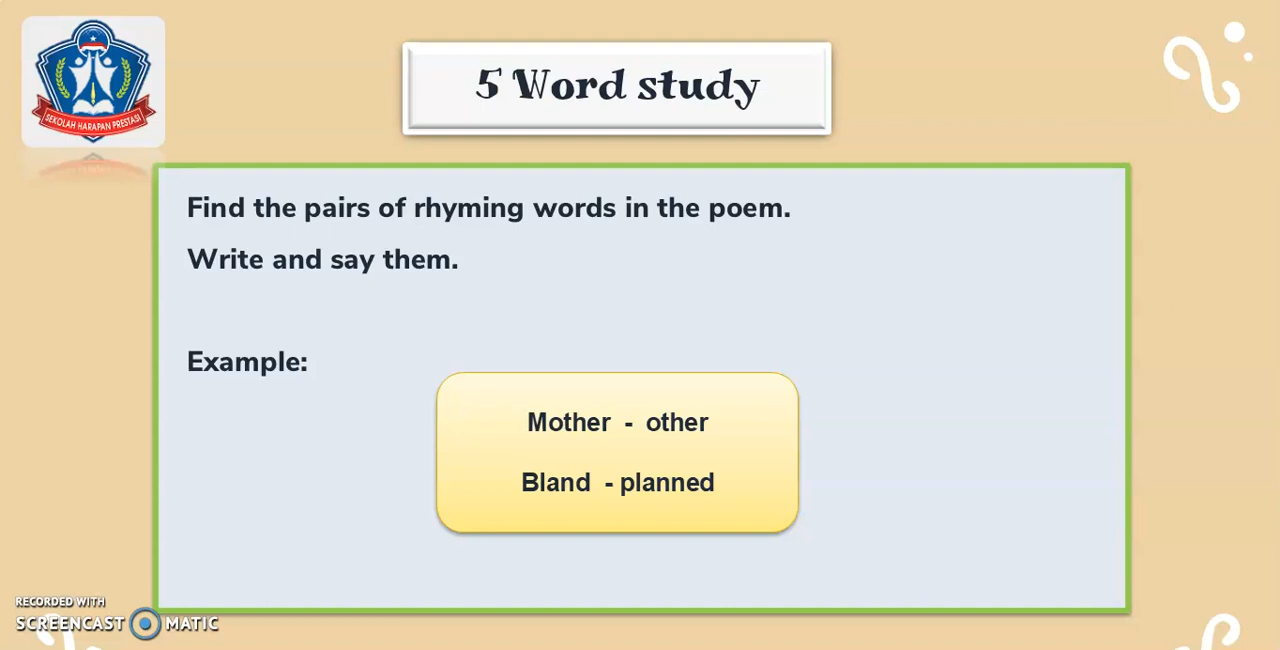 SEKOLAH HARAPAN PRESTASI
5 Word study
Find the pairs of rhyming words in the poem.
Write and say them.
Example:
Mother - other
Bland - planned
RECORDED WITH
SCREENCAST MATIC